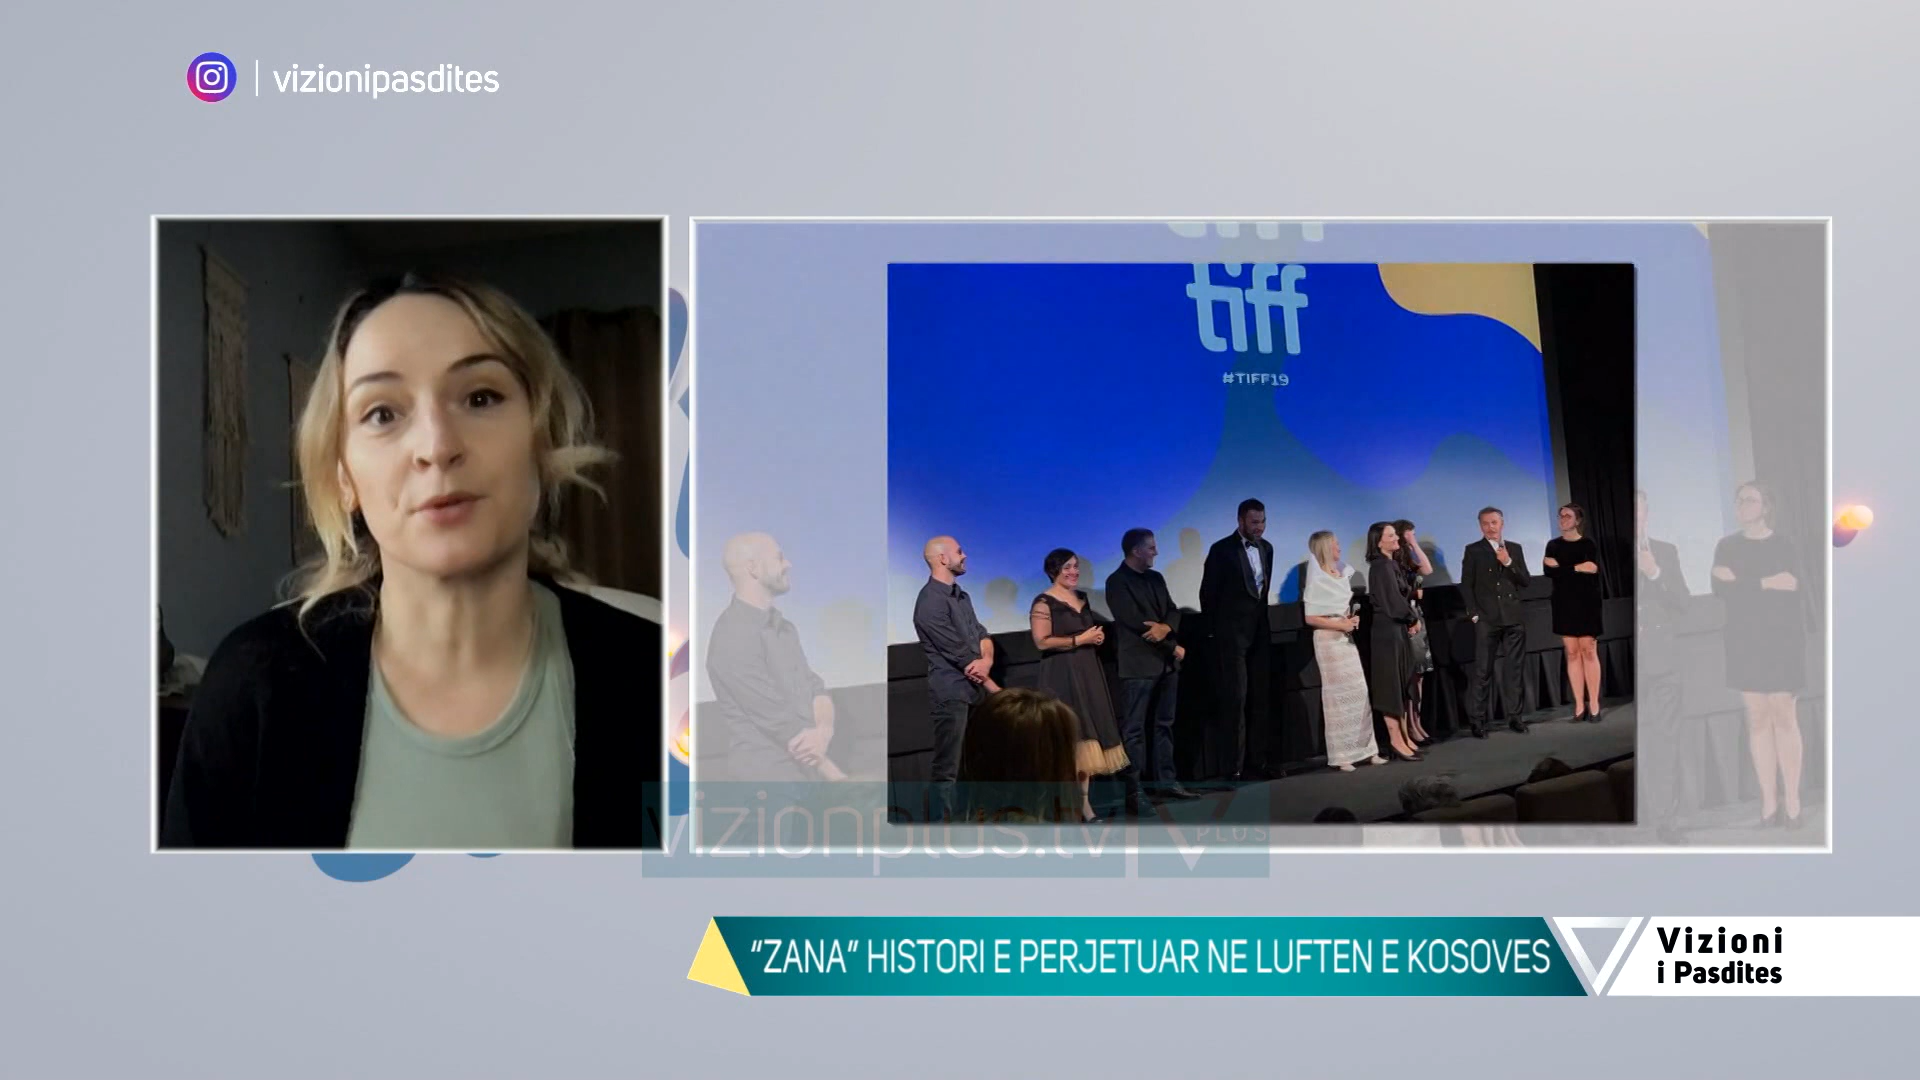 vizionipasdites
tiff
#TIFF19
vizionplus.tv
PLUS
“ZANA“ HISTORI E PERJETUAR NE LUFTEN E KOSOVES
Vizioni
i Pasdites